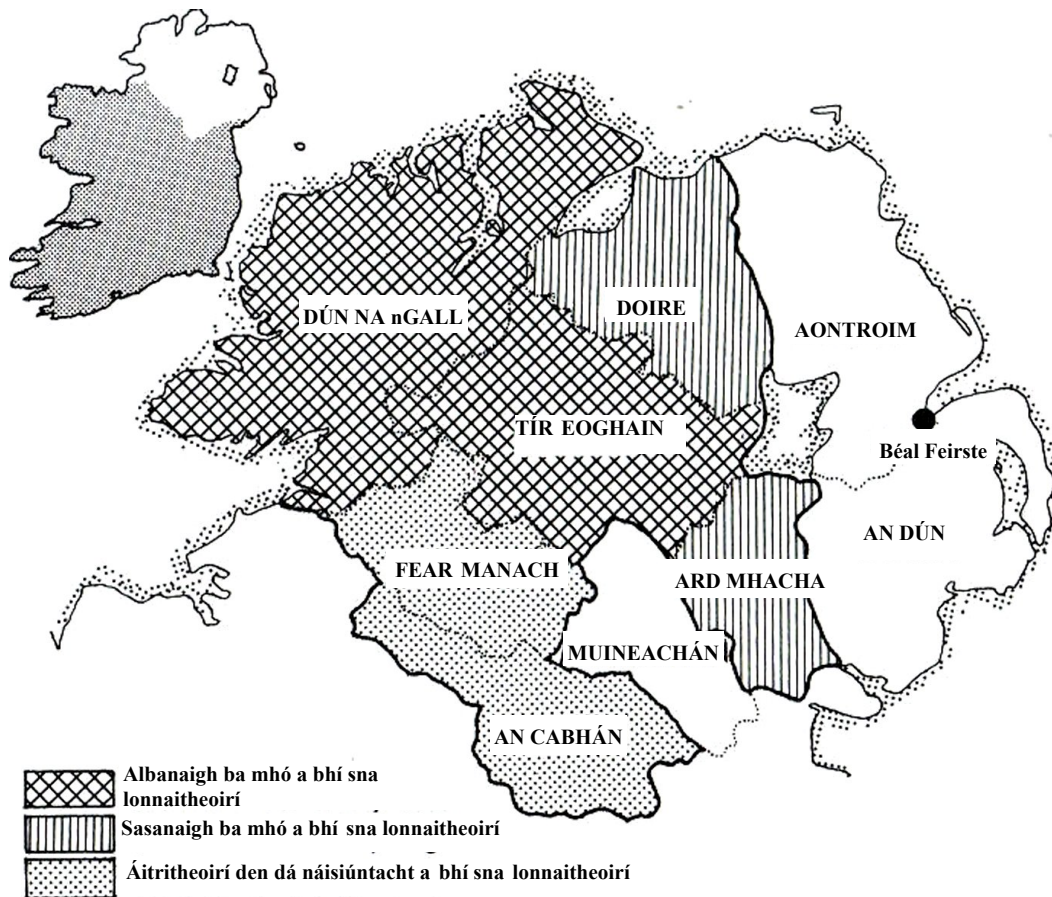 DÚN NA nGALL
DOIRE
AONTROIM
TÍR EOGHAIN
Béal Feirste
AN DÚN
FEAR MANACH
ARD MHACHA
MUINEACHÁN
AN CABHÁN
Albanaigh ba mhó a bhí sna
lonnaitheoirí
Sasanaigh ba mhó a bhí sna lonnaitheoirí
Áitritheoirí den dá náisiúntacht a bhí sna lonnaitheoirí